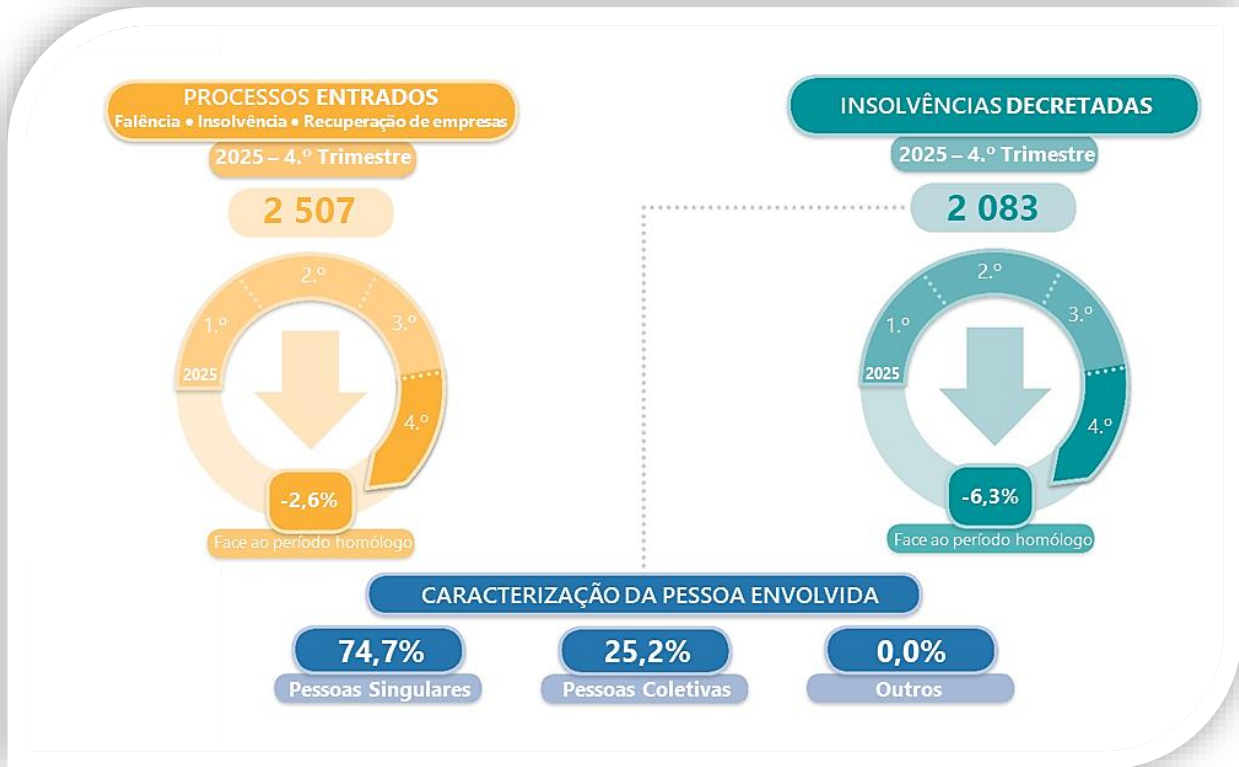 PROCESSOS ENTRADOS
Falência • Insolvência • Recuperação de empresas
2025 – 4.º Trimestre
2 507
1.º
2.º
3.º
4.º
2025
-2,6%
Face ao período homólogo
INSOLVÊNCIAS DECRETADAS
2025 – 4.º Trimestre
2 083
1.º
2.º
3.º
4.º
2025
-6,3%
Face ao período homólogo
CARACTERIZAÇÃO DA PESSOA ENVOLVIDA
74,7%
Pessoas Singulares
25,2%
Pessoas Coletivas
0,0%
Outros